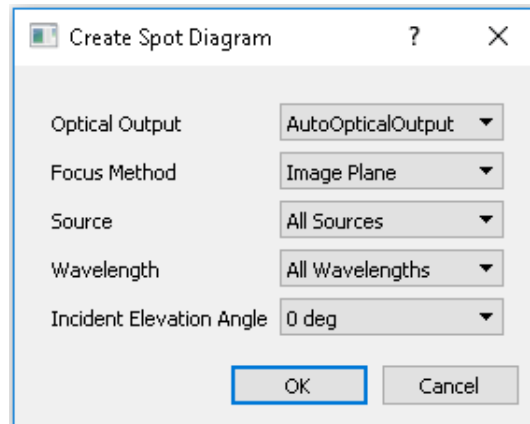 Create Spot Diagram ?
Optical Output AutoOpticalOutput
Focus Method Image Plane
Source All Sources
Wavelength All Wavelengths
Incident Elevation Angle 0 deg
OK Cancel